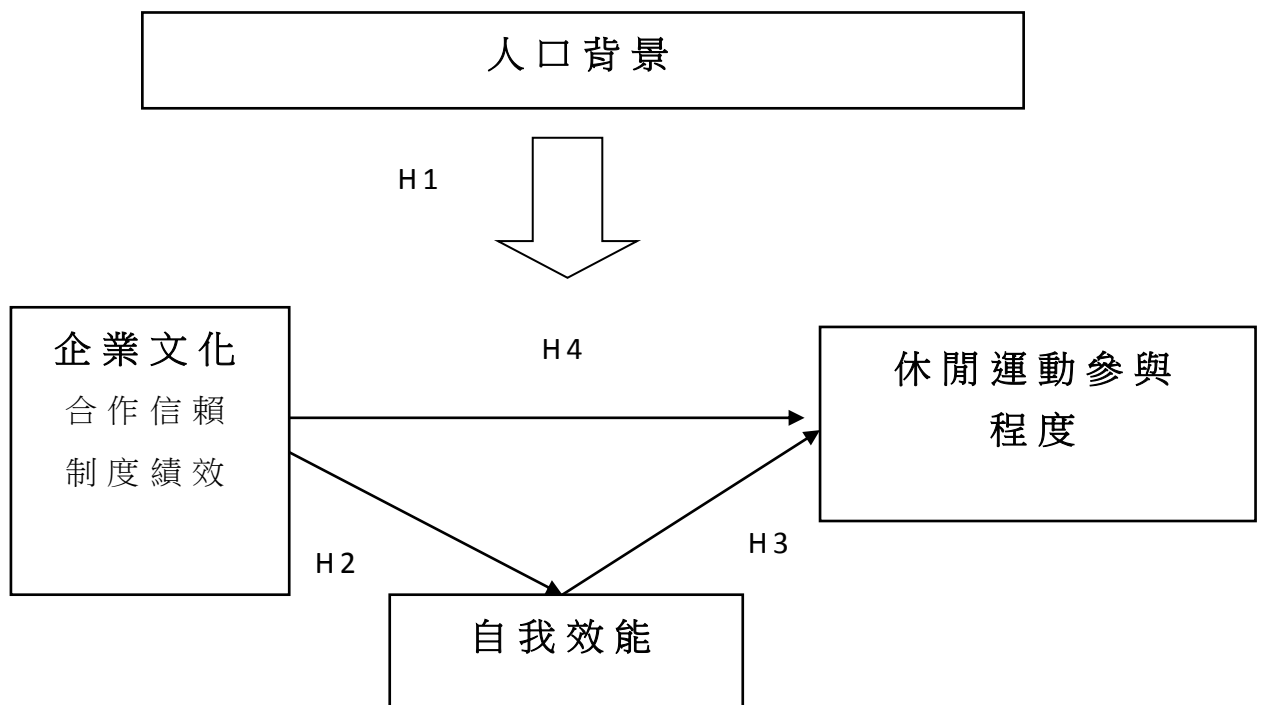 人口背景
H1
企業文化
合作信賴
制度績效
H4
休閒運動參與
程度
H2
H3
自我效能